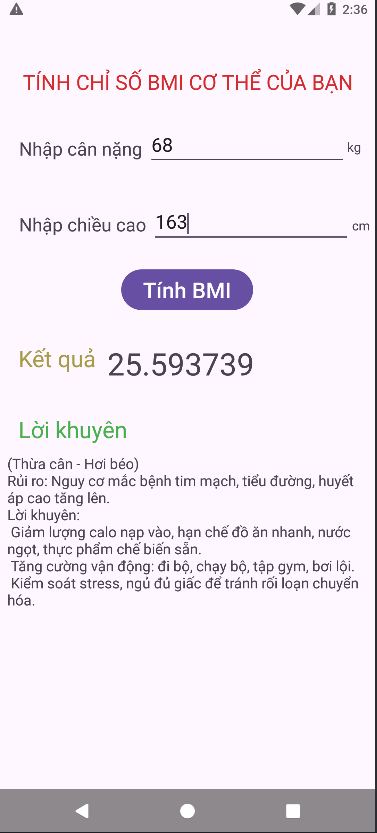 2:36
TÍNH CHỈ SỐ BMI CƠ THỂ CỦA BẠN
Nhập cân nặng 68 kg
Nhập chiều cao 163 cm
Tính BMI
Kết quả 25.593739
Lời khuyên
(Thừa cân - Hơi béo)
Rủi ro: Nguy cơ mắc bệnh tim mạch, tiểu đường, huyết
áp cao tăng lên.
Lời khuyên:
Giảm lượng calo nạp vào, hạn chế đồ ăn nhanh, nước
ngọt, thực phẩm chế biến sẵn.
Tăng cường vận động: đi bộ, chạy bộ, tập gym, bơi lội.
Kiểm soát stress, ngủ đủ giấc để tránh rối loạn chuyển
hóa.